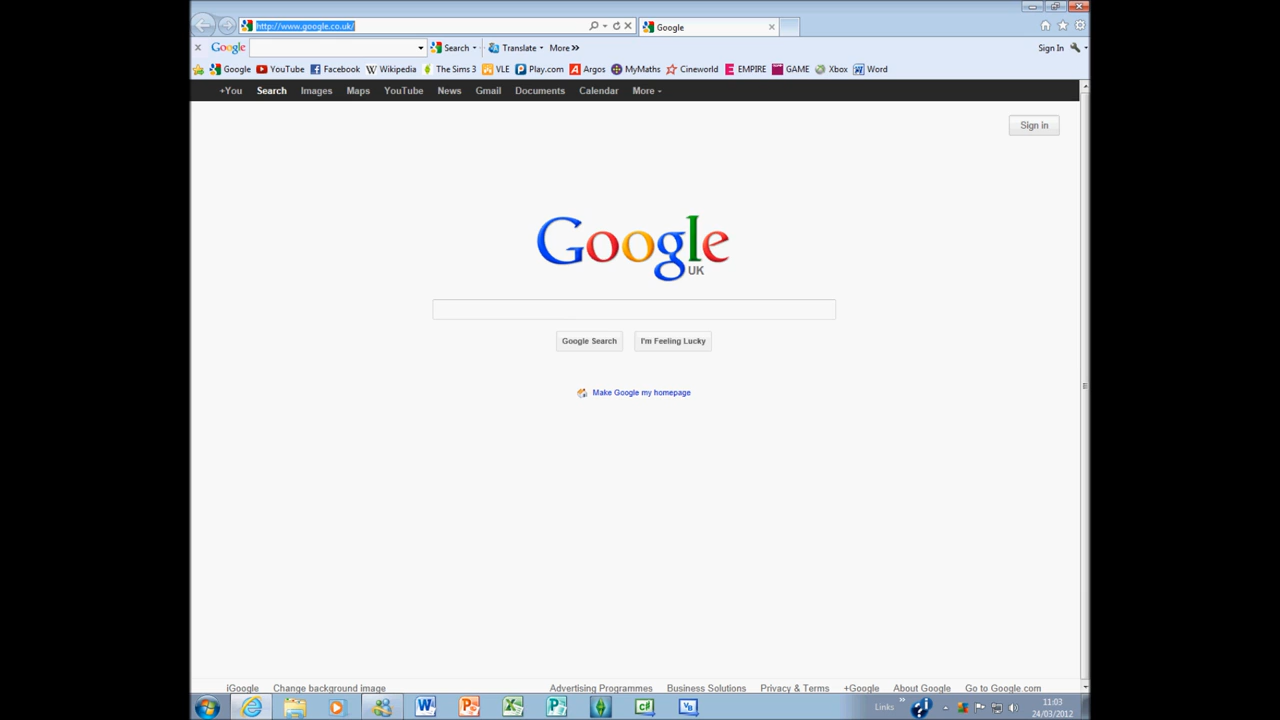 http://www.google.co.uk/
Google
Google Search Translate More Sign In
Google YouTube Facebook Wikipedia The Sims 3 VLE Play.com Argos MyMaths Cineworld EMPIRE GAME Xbox Word
+You Search Images Maps YouTube News Gmail Documents Calendar More
Sign in
Google
UK
Google Search I'm Feeling Lucky
Make Google my homepage
iGoogle Change background image Advertising Programmes Business Solutions Privacy & Terms +Google About Google Go to Google.com
Links
11:03
24/03/2012